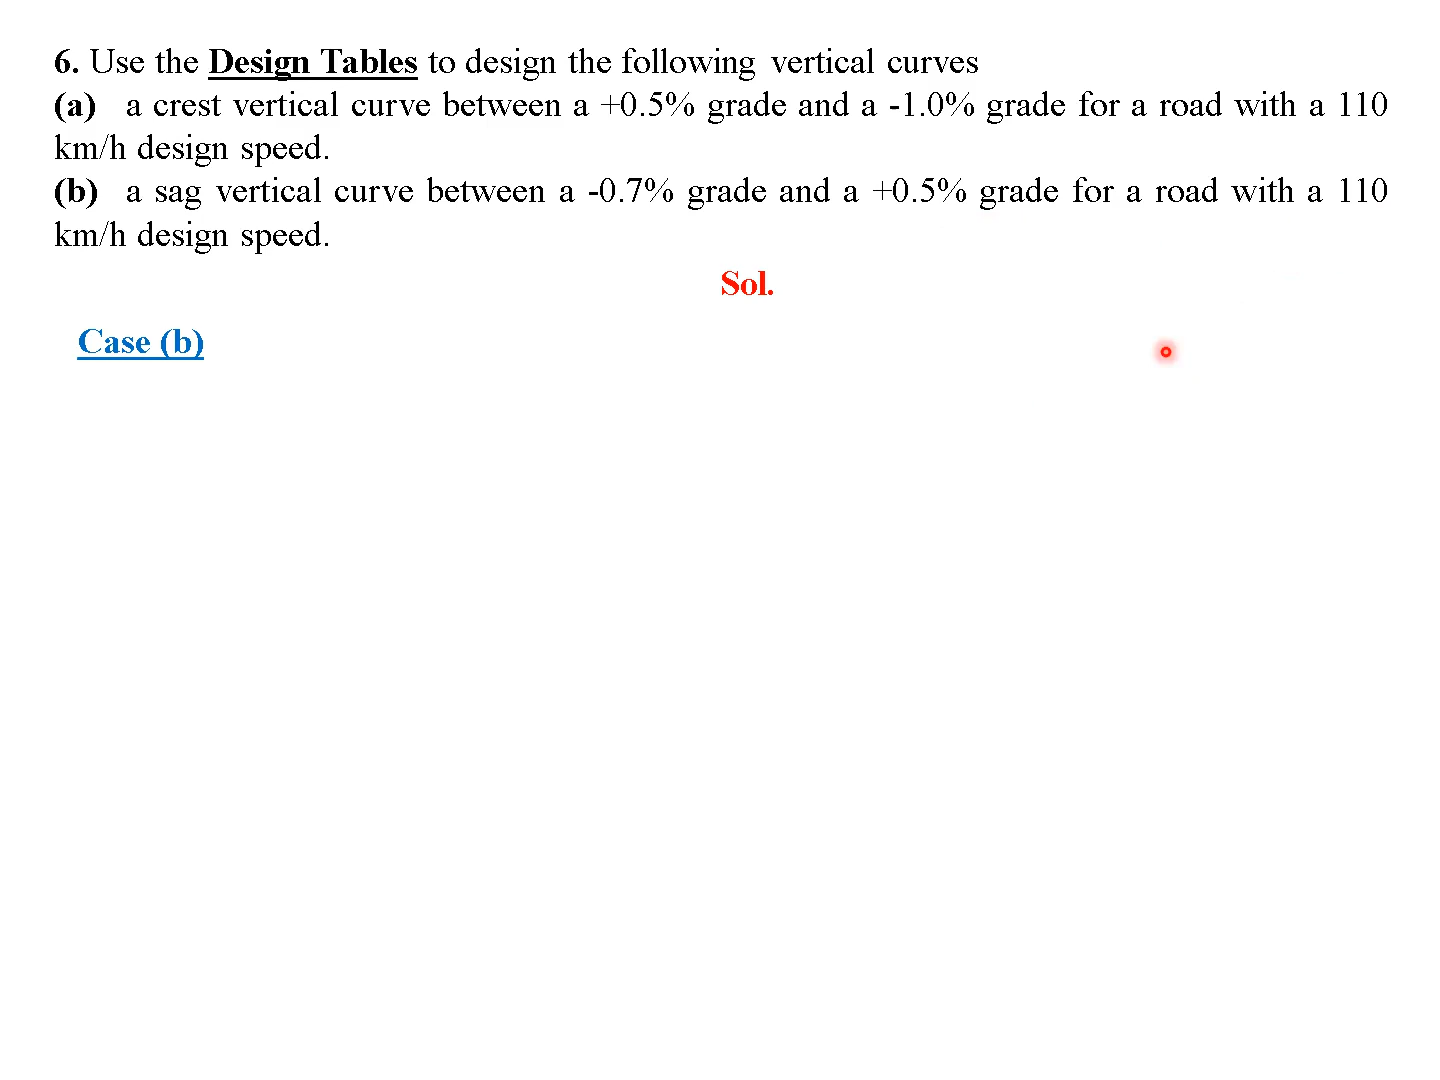 6. Use the Design Tables to design the following vertical curves
(a) a crest vertical curve between a +0.5% grade and a -1.0% grade for a road with a 110
km/h design speed.
(b) a sag vertical curve between a -0.7% grade and a +0.5% grade for a road with a 110
km/h design speed.
Sol.
Case (b)